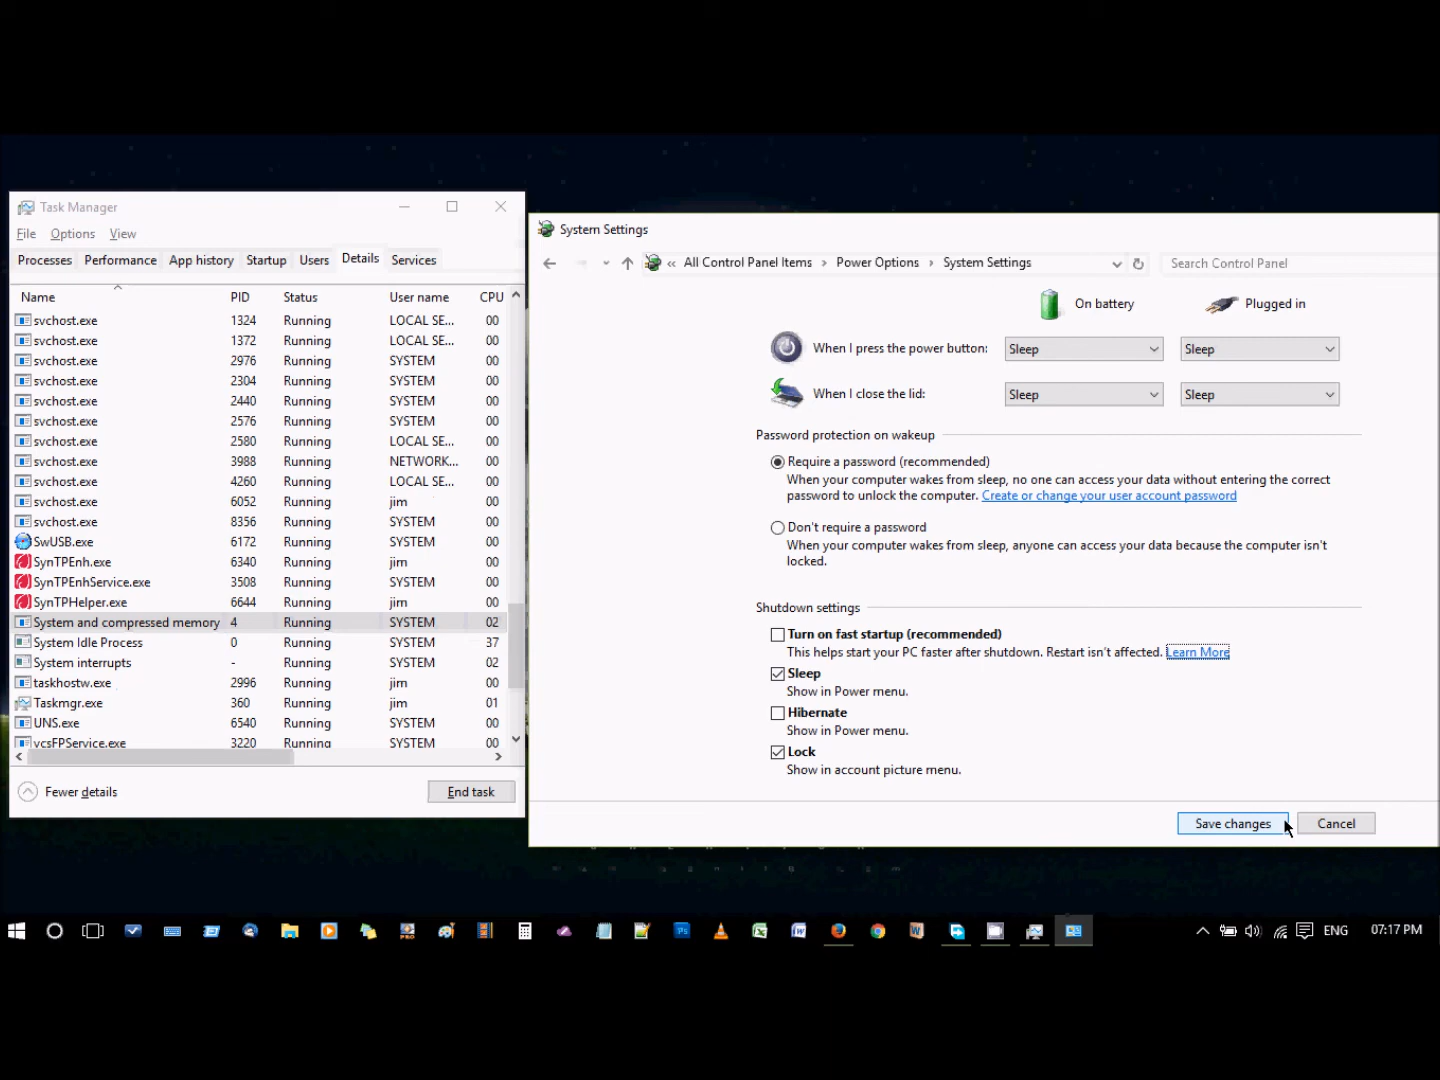 Task Manager
File Options View
Processes Performance App history Startup Users Details Services
Name PID Status User name CPU
svchost.exe 1324 Running LOCAL SE... 00
svchost.exe 1372 Running LOCAL SE... 00
svchost.exe 2976 Running SYSTEM 00
svchost.exe 2304 Running SYSTEM 00
svchost.exe 2440 Running SYSTEM 00
svchost.exe 2576 Running SYSTEM 00
svchost.exe 2580 Running LOCAL SE... 00
svchost.exe 3988 Running NETWORK... 00
svchost.exe 4260 Running LOCAL SE... 00
svchost.exe 6052 Running jim 00
svchost.exe 8356 Running SYSTEM 00
SwUSB.exe 6172 Running SYSTEM 00
SynTPEnh.exe 6340 Running jim 00
SynTPEnhService.exe 3508 Running SYSTEM 00
SynTPHelper.exe 6644 Running jim 00
System and compressed memory 4 Running SYSTEM 02
System Idle Process 0 Running SYSTEM 37
System interrupts - Running SYSTEM 02
taskhostw.exe 2996 Running jim 00
Taskmgr.exe 360 Running jim 01
UNS.exe 6540 Running SYSTEM 00
vcsFPService.exe 3220 Running SYSTEM 00
Fewer details End task
System Settings
« All Control Panel Items › Power Options › System Settings Search Control Panel
On battery Plugged in
When I press the power button: Sleep Sleep
When I close the lid: Sleep Sleep
Password protection on wakeup
Require a password (recommended)
When your computer wakes from sleep, no one can access your data without entering the correct
password to unlock the computer. Create or change your user account password
Don't require a password
When your computer wakes from sleep, anyone can access your data because the computer isn't
locked.
Shutdown settings
Turn on fast startup (recommended)
This helps start your PC faster after shutdown. Restart isn't affected. Learn More
Sleep
Show in Power menu.
Hibernate
Show in Power menu.
Lock
Show in account picture menu.
Save changes Cancel
ENG 07:17 PM